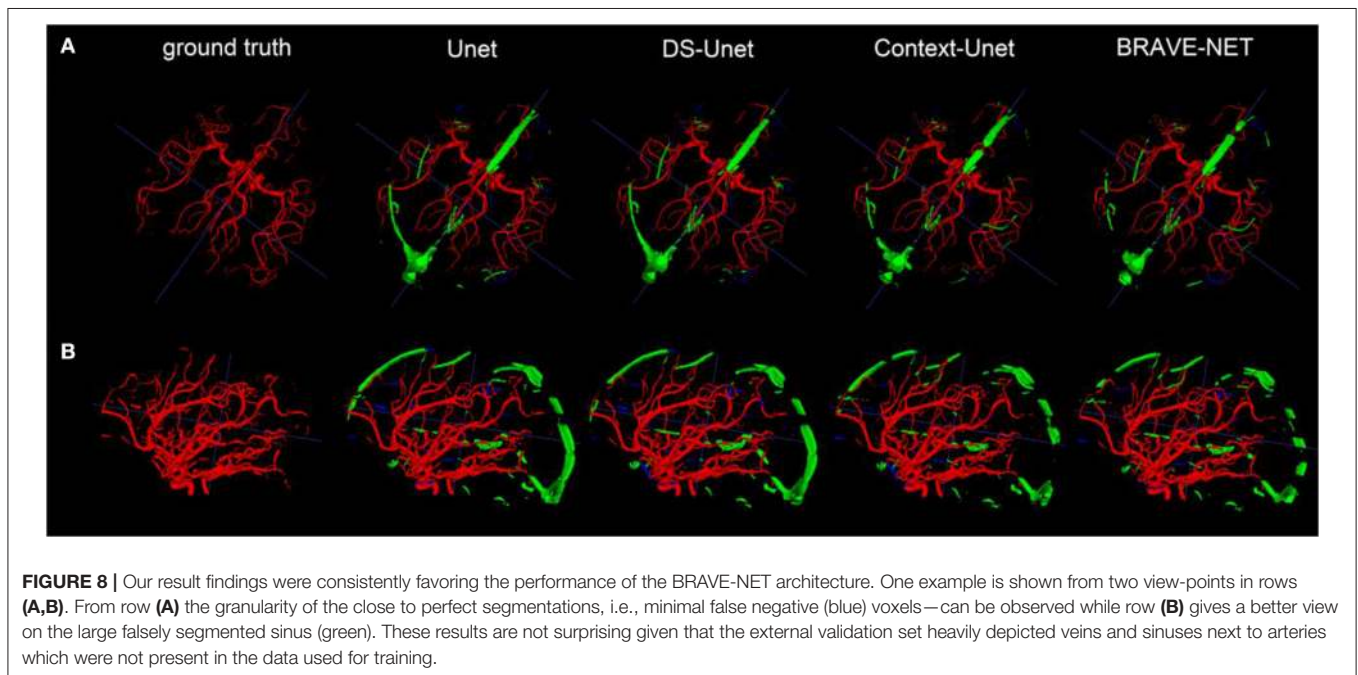 A
ground truth
Unet
DS-Unet
Context-Unet
BRAVE-NET
B
FIGURE 8 | Our result findings were consistently favoring the performance of the BRAVE-NET architecture. One example is shown from two view-points in rows
(A,B). From row (A) the granularity of the close to perfect segmentations, i.e., minimal false negative (blue) voxels—can be observed while row (B) gives a better view
on the large falsely segmented sinus (green). These results are not surprising given that the external validation set heavily depicted veins and sinuses next to arteries
which were not present in the data used for training.